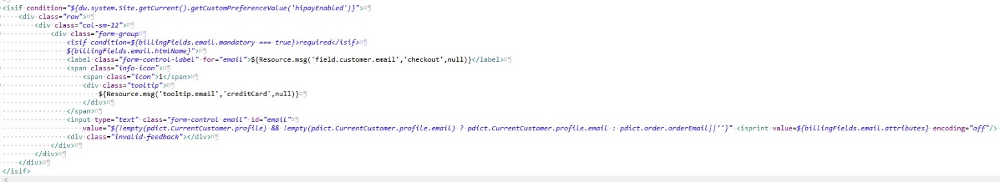 <isif condition="${dw.system.Site.getCurrent().getCustomPreferenceValue('hipayEnabled')}">
<div class="row">
<div class="col-sm-12">
<div class="form-group
<isif condition=${billingFields.email.mandatory === true}>required</isif>
${billingFields.email.htmlName}">
<label class="form-control-label" for="email">${Resource.msg('field.customer.email','checkout',null)}</label>
<span class="info-icon">
<span class="icon">i</span>
<div class="tooltip">
${Resource.msg('tooltip.email','creditCard',null)}
</div>
</span>
<input type="text" class="form-control email" id="email"
value="${!empty(pdict.CurrentCustomer.profile) && !empty(pdict.CurrentCustomer.profile.email) ? pdict.CurrentCustomer.profile.email : pdict.order.orderEmail||''}" <isprint value=${billingFields.email.attributes} encoding="off"/>
<div class="invalid-feedback"></div>
</div>
</div>
</div>
</isif>